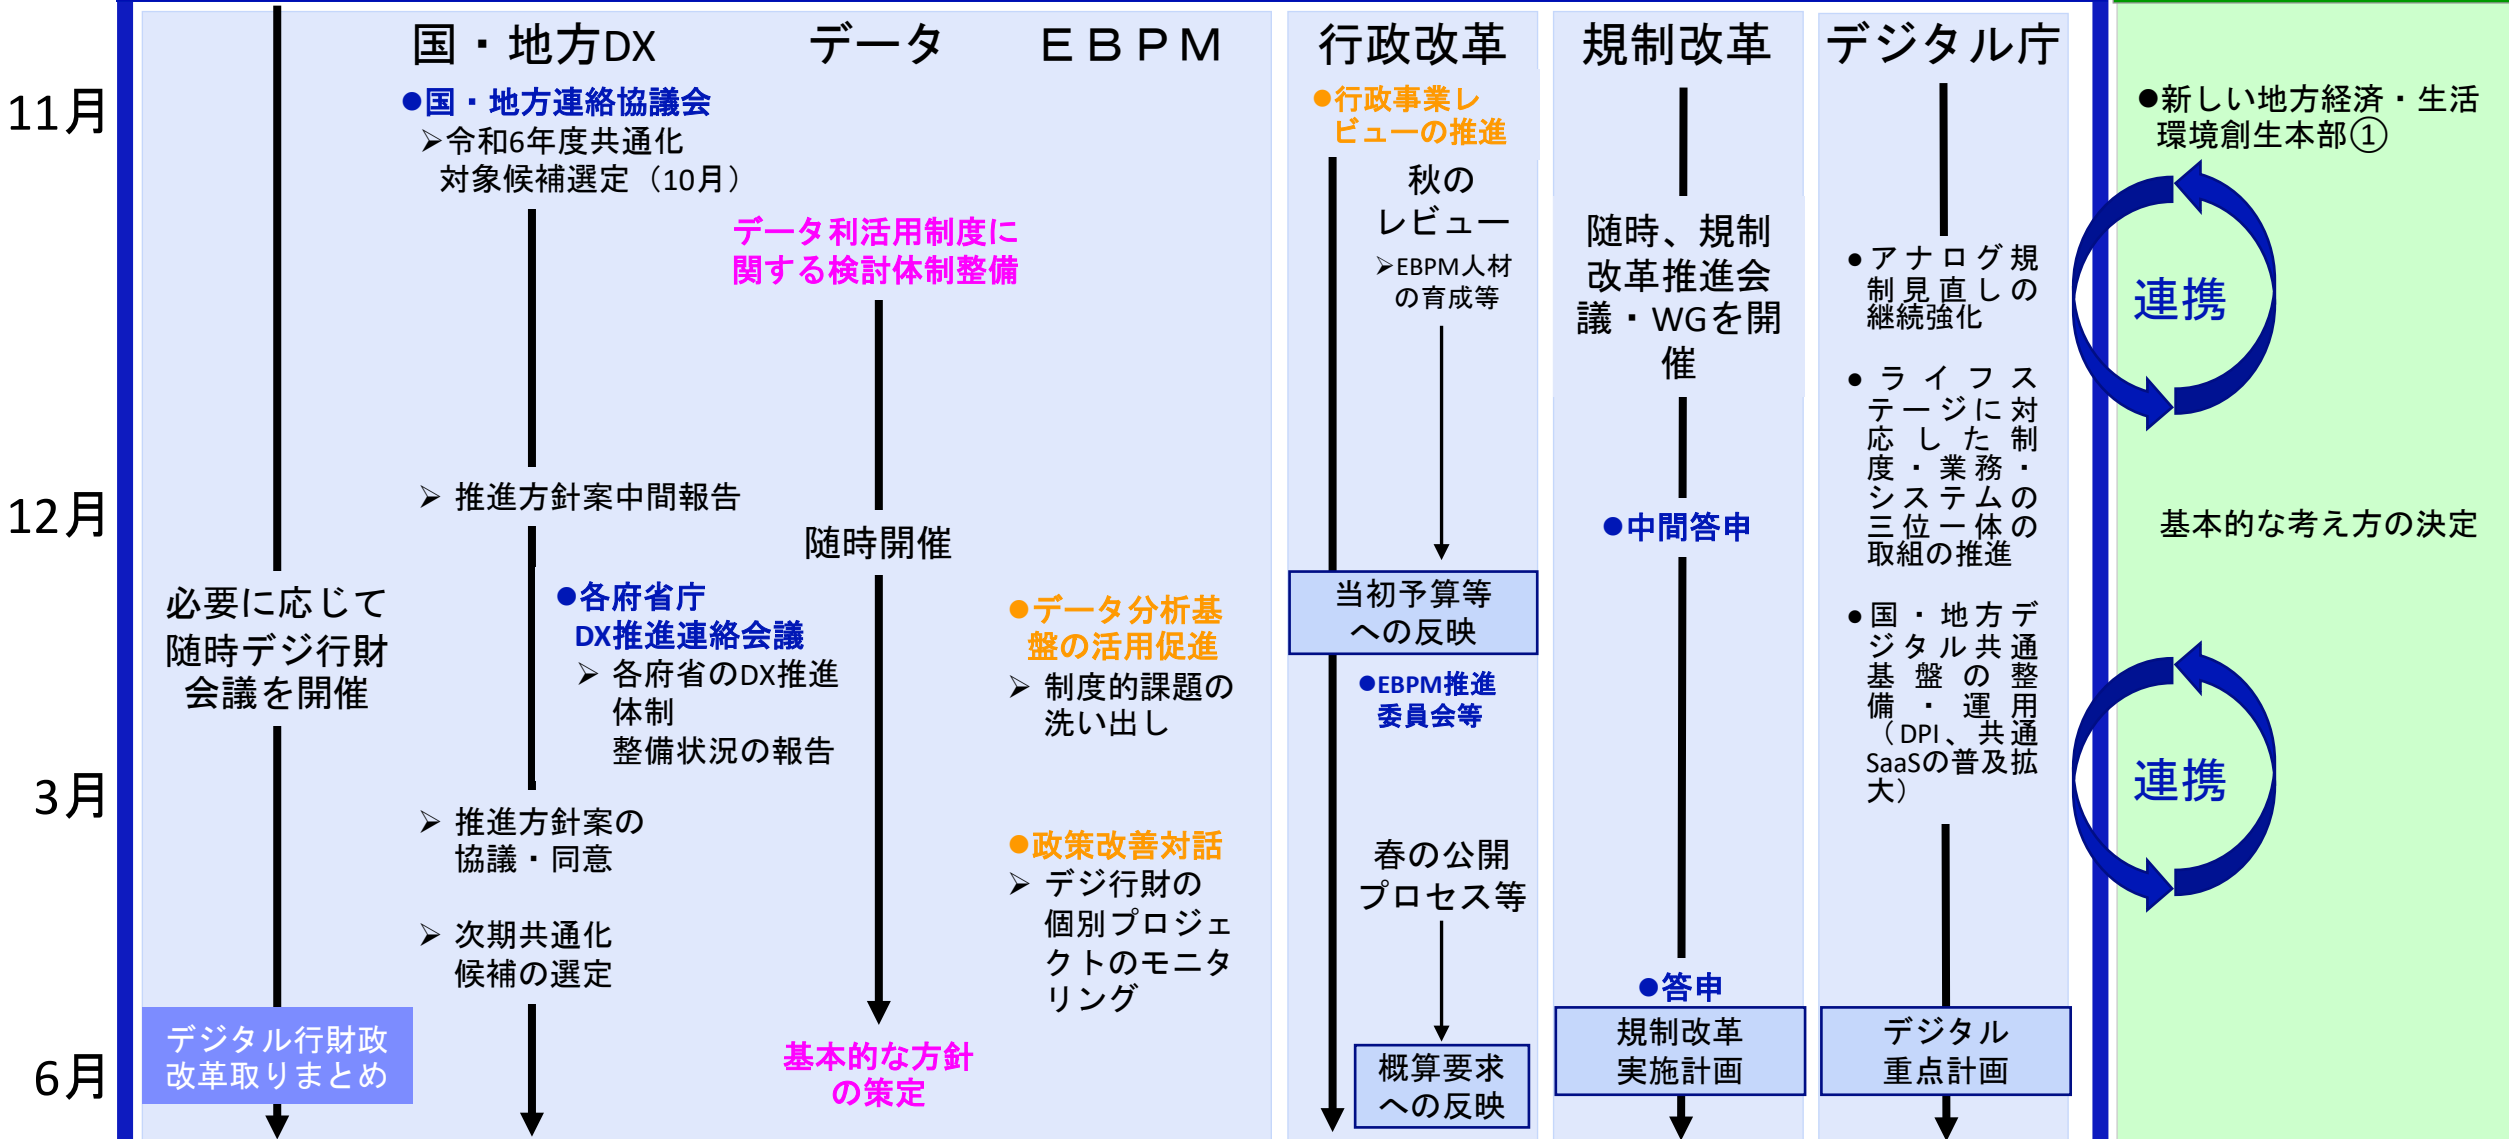 国・地方DX
データ
ＥＢＰＭ
行政改革
規制改革
デジタル庁
11月
12月
3月
6月
必要に応じて
随時デジ行財
会議を開催
デジタル行財政
改革取りまとめ
●国・地方連絡協議会
➢令和6年度共通化
対象候補選定（10月）
➢ 推進方針案中間報告
●各府省庁
DX推進連絡会議
➢ 各府省のDX推進
体制
整備状況の報告
➢ 推進方針案の
協議・同意
➢ 次期共通化
候補の選定
データ利活用制度に
関する検討体制整備
随時開催
基本的な方針
の策定
●データ分析基
盤の活用促進
➢ 制度的課題の
洗い出し
●政策改善対話
➢ デジ行財の
個別プロジェ
クトのモニタ
リング
●行政事業レ
ビューの推進
秋の
レビュー
➢EBPM人材
の育成等
当初予算等
への反映
●EBPM推進
委員会等
春の公開
プロセス等
概算要求
への反映
随時、規制
改革推進会
議・WGを開
催
●中間答申
●答申
規制改革
実施計画
●アナログ規
制見直しの
継続強化
●ライフス
テージに対
応した制
度・業務・
システムの
三位一体の
取組の推進
●国・地方デ
ジタル共通
基盤の整
備・運用
（DPI、共通
SaaSの普及拡
大）
デジタル
重点計画
●新しい地方経済・生活
環境創生本部①
連携
基本的な考え方の決定
連携